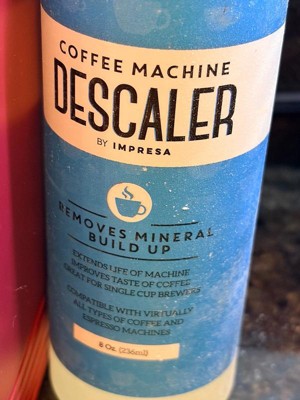 COFFEE MACHINE
DESCALER
BY IMPRESA
REMOVES MINERAL
BUILD UP
EXTENDS LIFE OF MACHINE
IMPROVES TASTE OF COFFEE
GREAT FOR SINGLE CUP BREWERS
COMPATIBLE WITH VIRTUALLY
ALL TYPES OF COFFEE AND
ESPRESSO MACHINES
8 Oz. (236ml)